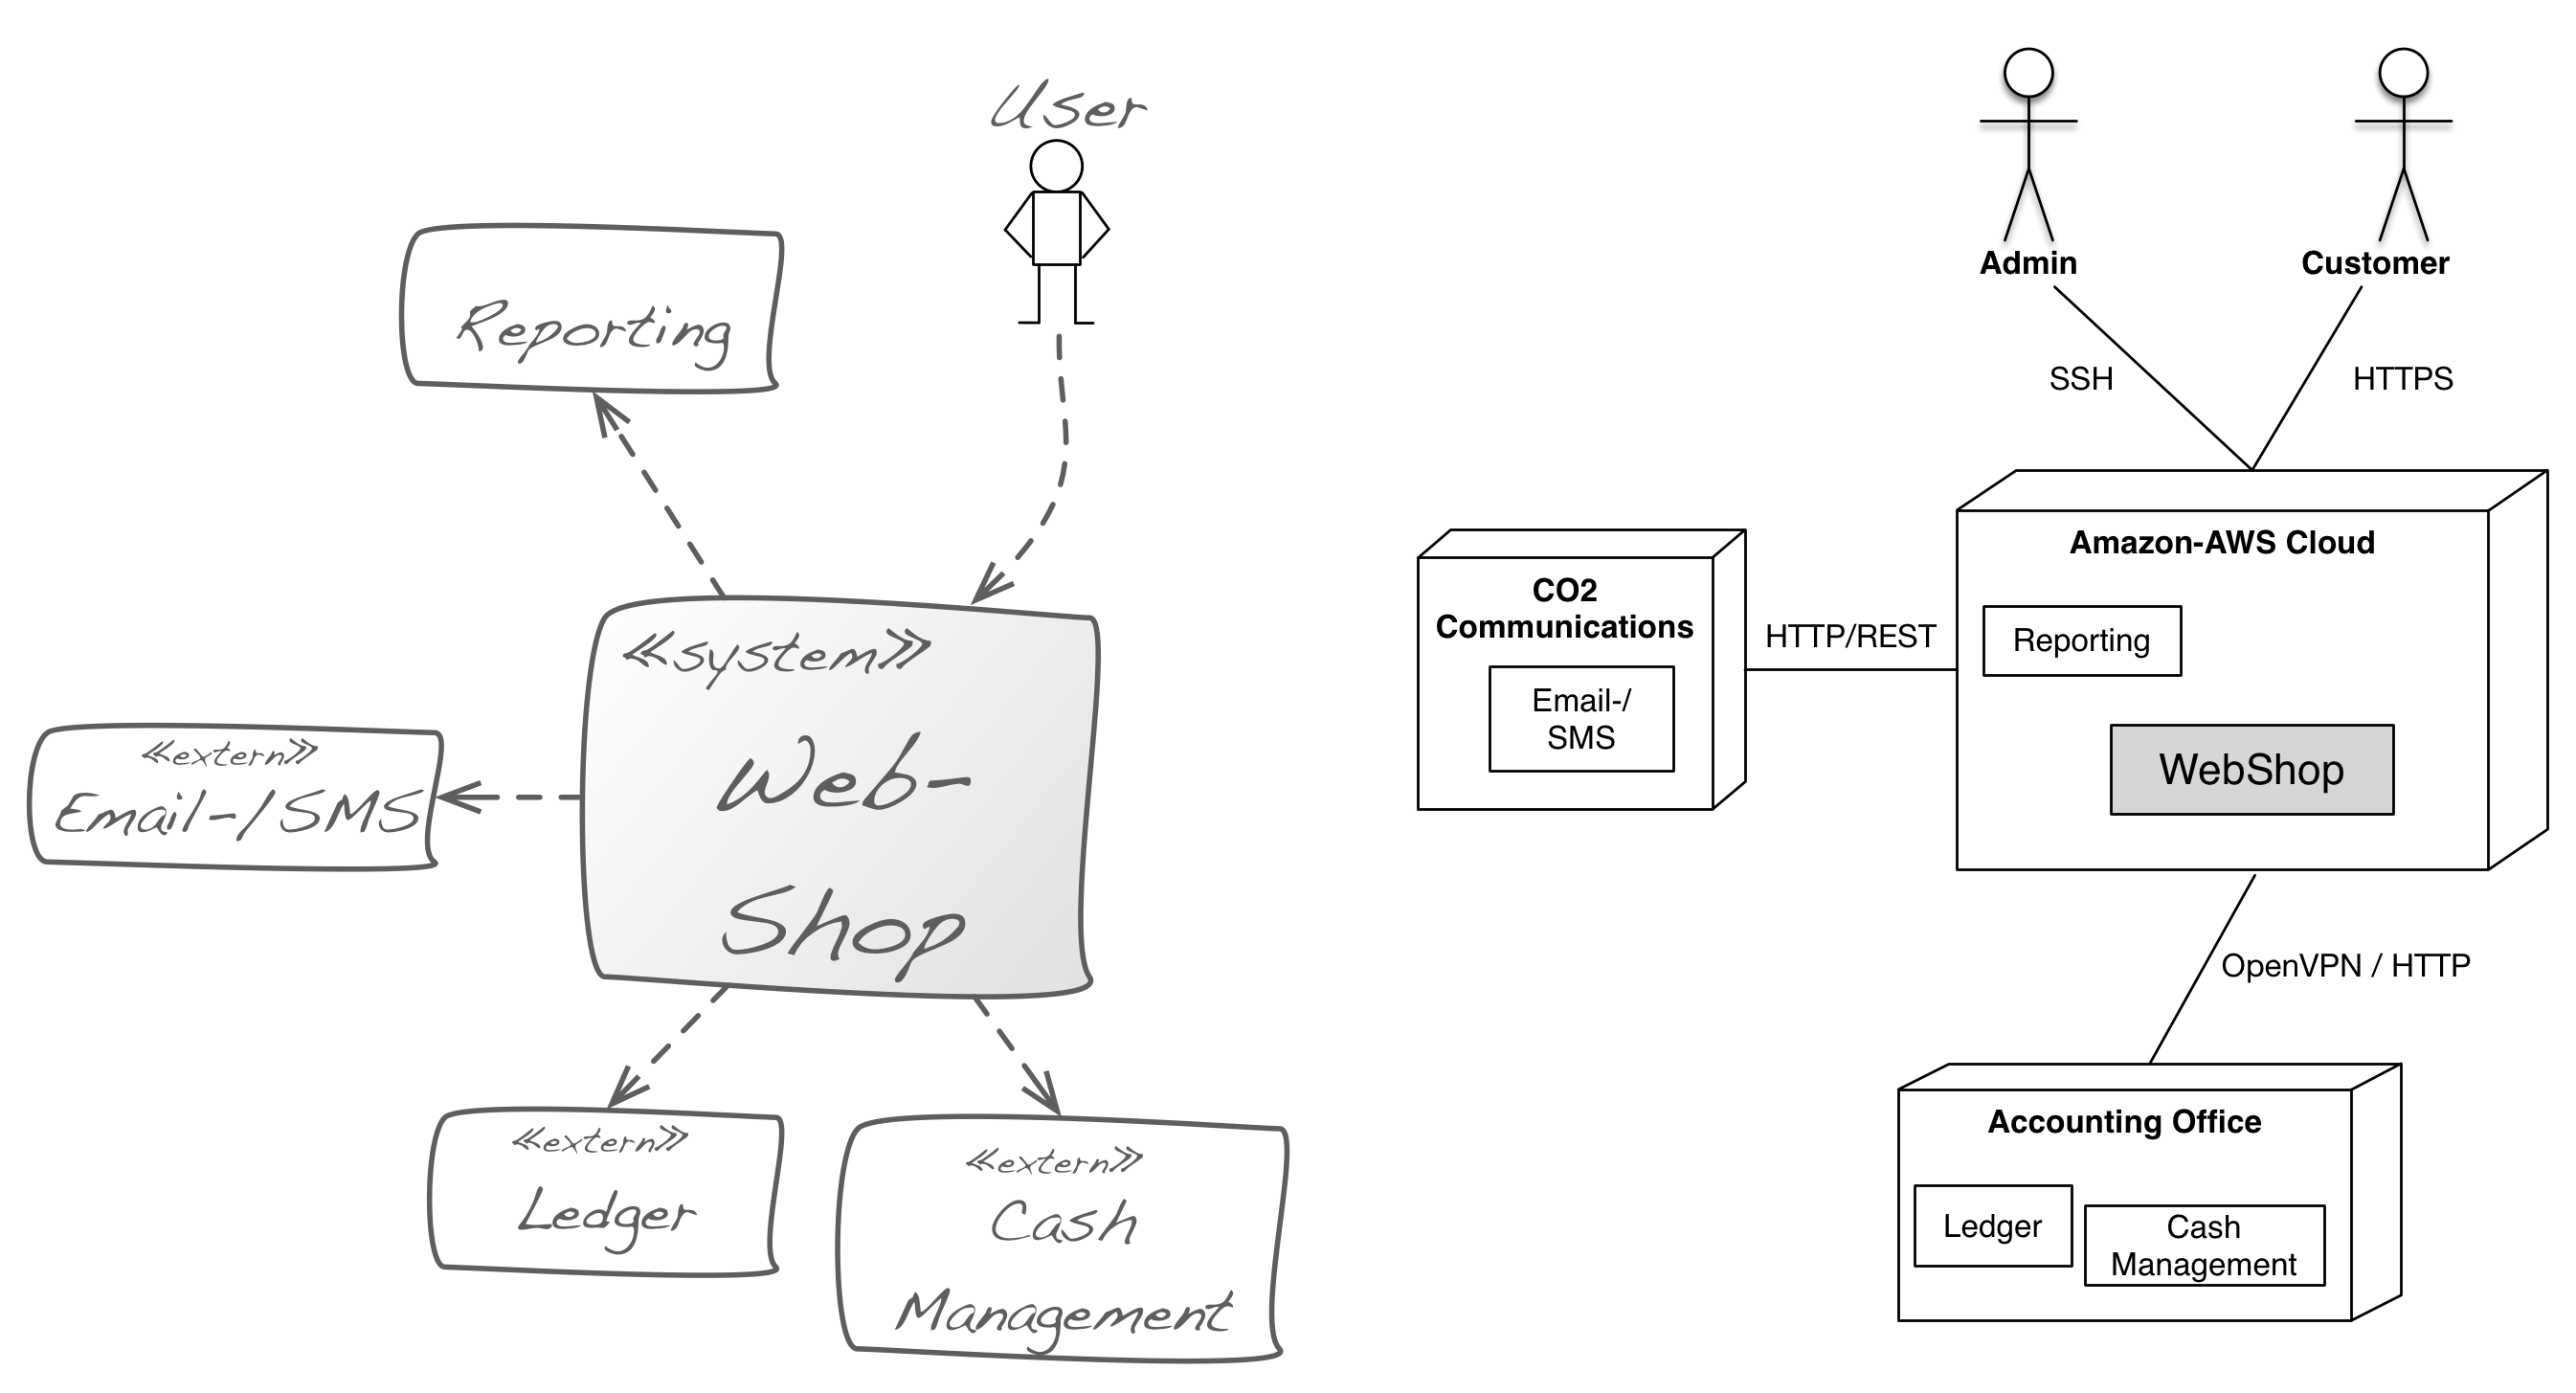 User
Reporting
«system»
Web-
Shop
«extern»
Email-/SMS
«extern»
Ledger
«extern»
Cash
Management
Admin
Customer
SSH
HTTPS
Amazon-AWS Cloud
Reporting
WebShop
CO2
Communications
Email-/
SMS
HTTP/REST
OpenVPN / HTTP
Accounting Office
Ledger
Cash
Management